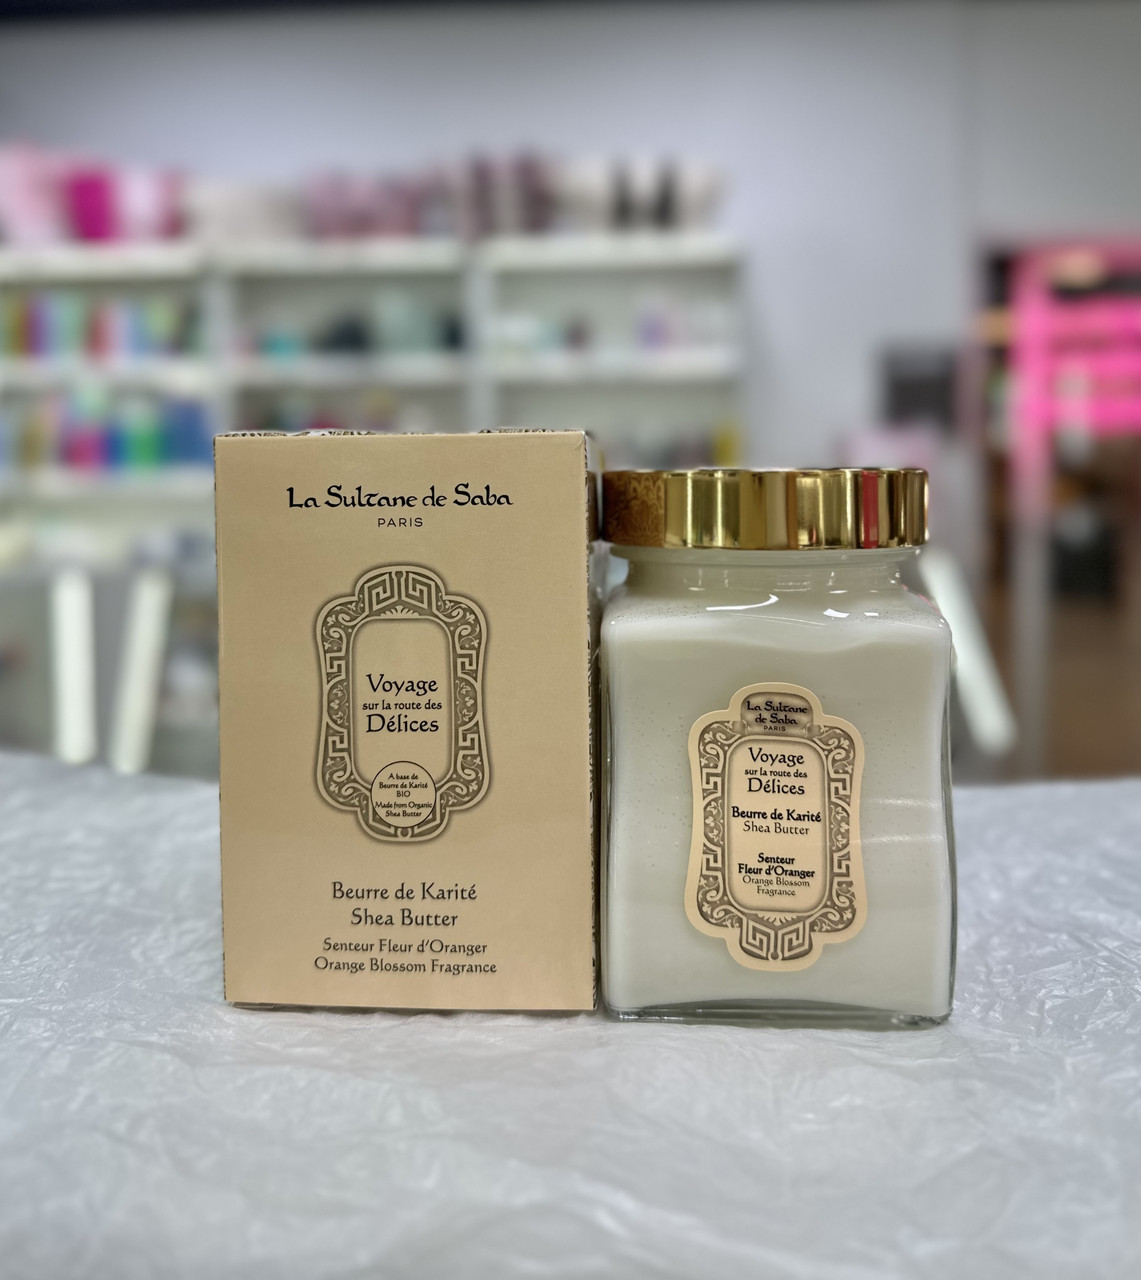 La Sultane de Saba
PARIS
Voyage
sur la route des
Délices
A base de
Beurre de Karité
BIO
Made from Organic
Shea Butter
Beurre de Karité
Shea Butter
Senteur Fleur d'Oranger
Orange Blossom Fragrance
La Sultane
de Saba
PARIS
Voyage
sur la route des
Délices
Beurre de Karité
Shea Butter
Senteur
Fleur d'Oranger
Orange Blossom
Fragrance